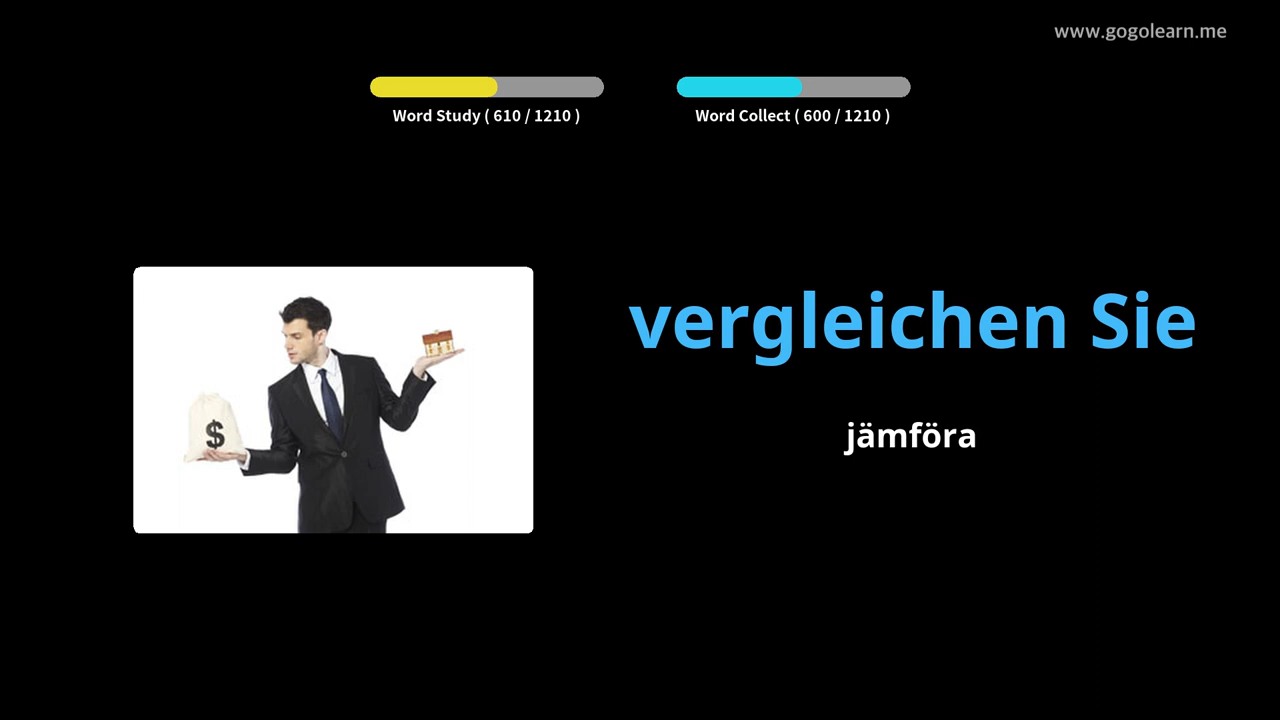 www.gogolearn.me
Word Study ( 610 / 1210 )
Word Collect ( 600 / 1210 )
vergleichen Sie
jämföra
$